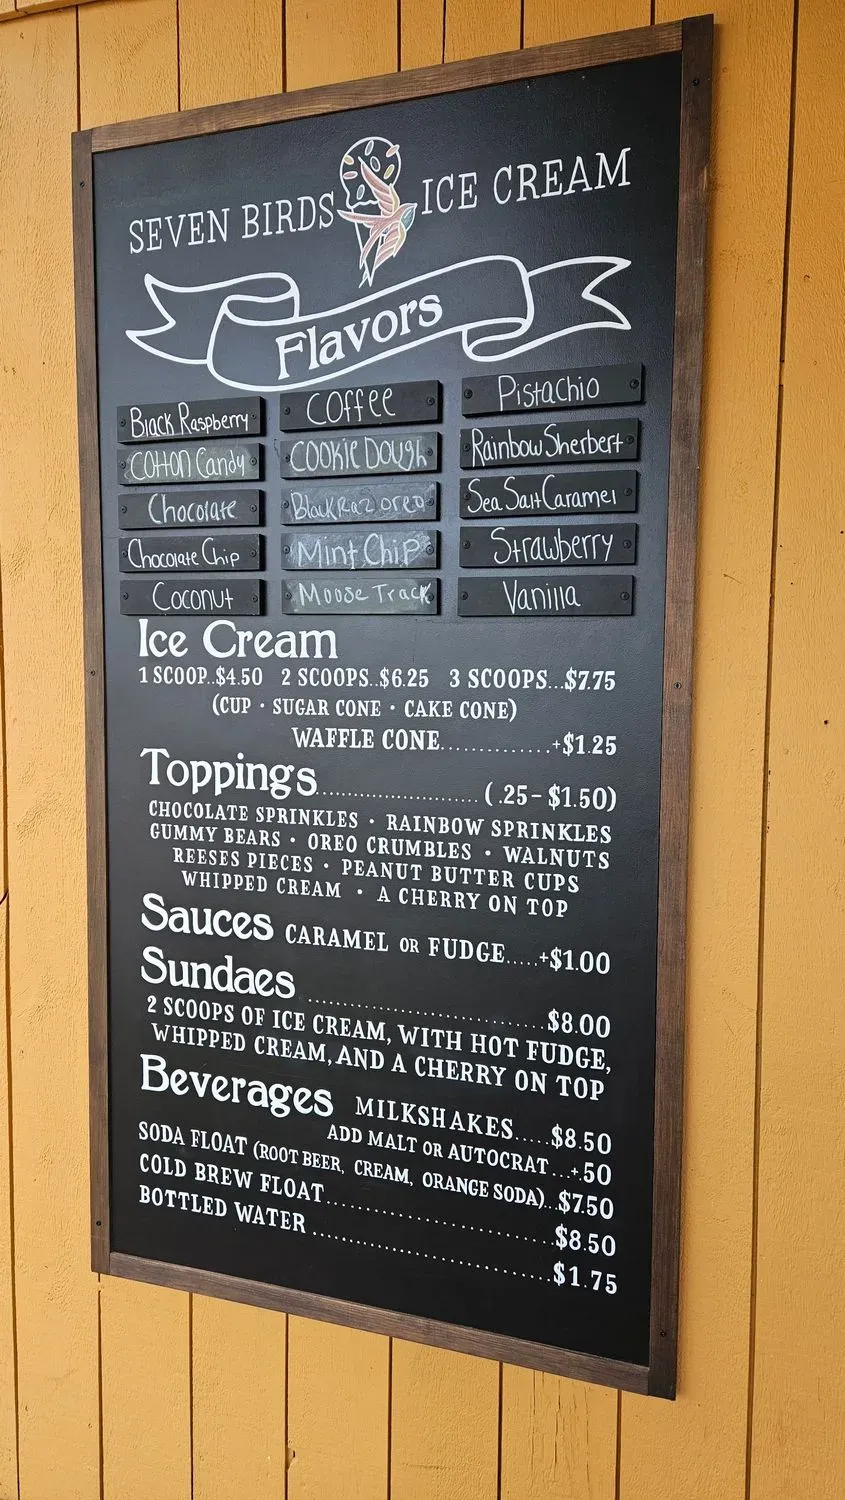 SEVEN BIRDS ICE CREAM
Flavors
Black Raspberry
Cotton Candy
Chocolate
Chocolate Chip
Coconut
Coffee
Cookie Dough
Black Raz Oreo
Mint Chip
Moose Track
Pistachio
Rainbow Sherbert
Sea Salt Caramel
Strawberry
Vanilla
Ice Cream
1 SCOOP..$4.50 2 SCOOPS..$6.25 3 SCOOPS...$7.75
(CUP • SUGAR CONE • CAKE CONE)
WAFFLE CONE..............+$1.25
Toppings........................ (.25-$1.50)
CHOCOLATE SPRINKLES • RAINBOW SPRINKLES
GUMMY BEARS • OREO CRUMBLES • WALNUTS
REESES PIECES • PEANUT BUTTER CUPS
WHIPPED CREAM • A CHERRY ON TOP
Sauces CARAMEL OR FUDGE.....+$1.00
Sundaes ..............................$8.00
2 SCOOPS OF ICE CREAM, WITH HOT FUDGE,
WHIPPED CREAM, AND A CHERRY ON TOP
Beverages MILKSHAKES.....$8.50
ADD MALT OR AUTOCRAT ...+.50
SODA FLOAT (ROOT BEER, CREAM, ORANGE SODA)..$7.50
COLD BREW FLOAT..............................$8.50
BOTTLED WATER ..............................$1.75